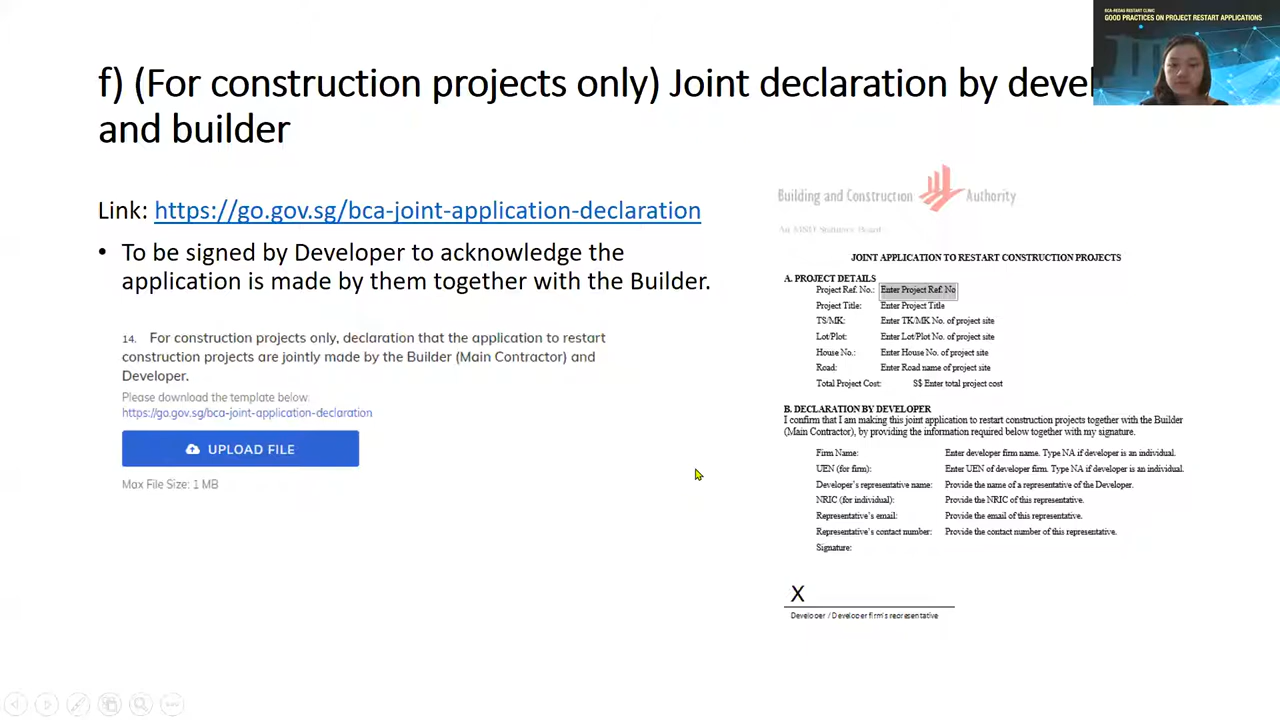 BCA-REDAS RESTART CLINIC
GOOD PRACTICES ON PROJECT RESTART APPLICATIONS
f) (For construction projects only) Joint declaration by deve
and builder
Link: https://go.gov.sg/bca-joint-application-declaration
• To be signed by Developer to acknowledge the
application is made by them together with the Builder.
14. For construction projects only, declaration that the application to restart
construction projects are jointly made by the Builder (Main Contractor) and
Developer.
Please download the template below:
https://go.gov.sg/bca-joint-application-declaration
UPLOAD FILE
Max File Size: 1 MB
Building and Construction Authority
An MND Statutory Board
JOINT APPLICATION TO RESTART CONSTRUCTION PROJECTS
A. PROJECT DETAILS
Project Ref. No.: Enter Project Ref. No
Project Title: Enter Project Title
TS/MK: Enter TK/MK No. of project site
Lot/Plot: Enter Lot/Plot No. of project site
House No.: Enter House No. of project site
Road: Enter Road name of project site
Total Project Cost: S$ Enter total project cost
B. DECLARATION BY DEVELOPER
I confirm that I am making this joint application to restart construction projects together with the Builder
(Main Contractor), by providing the information required below together with my signature.
Firm Name: Enter developer firm name. Type NA if developer is an individual.
UEN (for firm): Enter UEN of developer firm. Type NA if developer is an individual.
Developer's representative name: Provide the name of a representative of the Developer.
NRIC (for individual): Provide the NRIC of this representative.
Representative's email: Provide the email of this representative.
Representative's contact number: Provide the contact number of this representative.
Signature:
X
Developer / Developer firm's representative